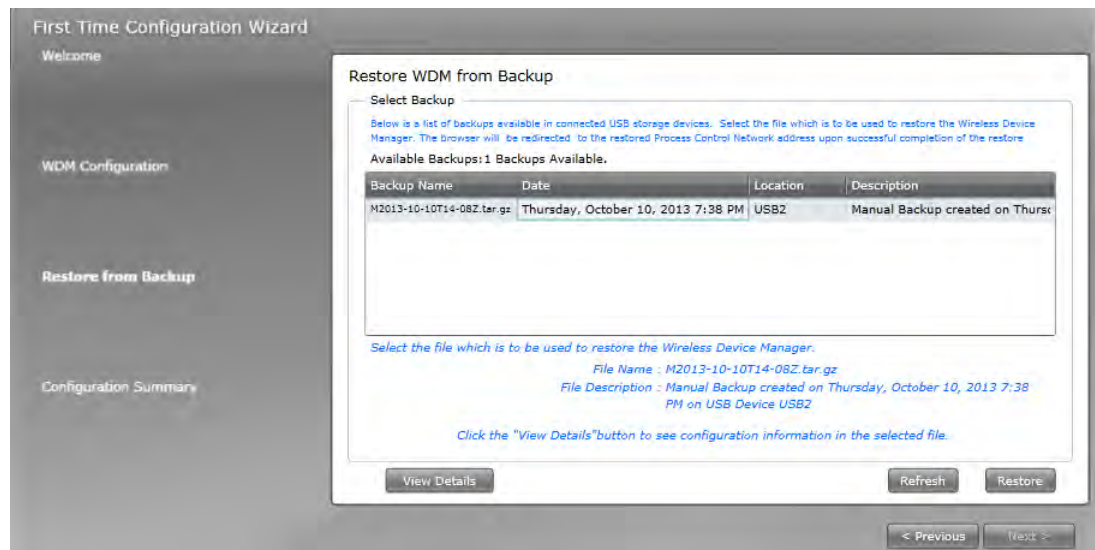 First Time Configuration Wizard
Welcome
WDM Configuration
Restore from Backup
Configuration Summary
Restore WDM from Backup
Select Backup
Below is a list of backups available in connected USB storage devices. Select the file which is to be used to restore the Wireless Device
Manager. The browser will be redirected to the restored Process Control Network address upon successful completion of the restore
Available Backups:1 Backups Available.
Backup Name Date Location Description
M2013-10-10T14-08Z.tar.gz Thursday, October 10, 2013 7:38 PM USB2 Manual Backup created on Thurs
Select the file which is to be used to restore the Wireless Device Manager.
File Name : M2013-10-10T14-08Z.tar.gz
File Description : Manual Backup created on Thursday, October 10, 2013 7:38
PM on USB Device USB2
Click the "View Details"button to see configuration information in the selected file.
View Details Refresh Restore
< Previous Next >